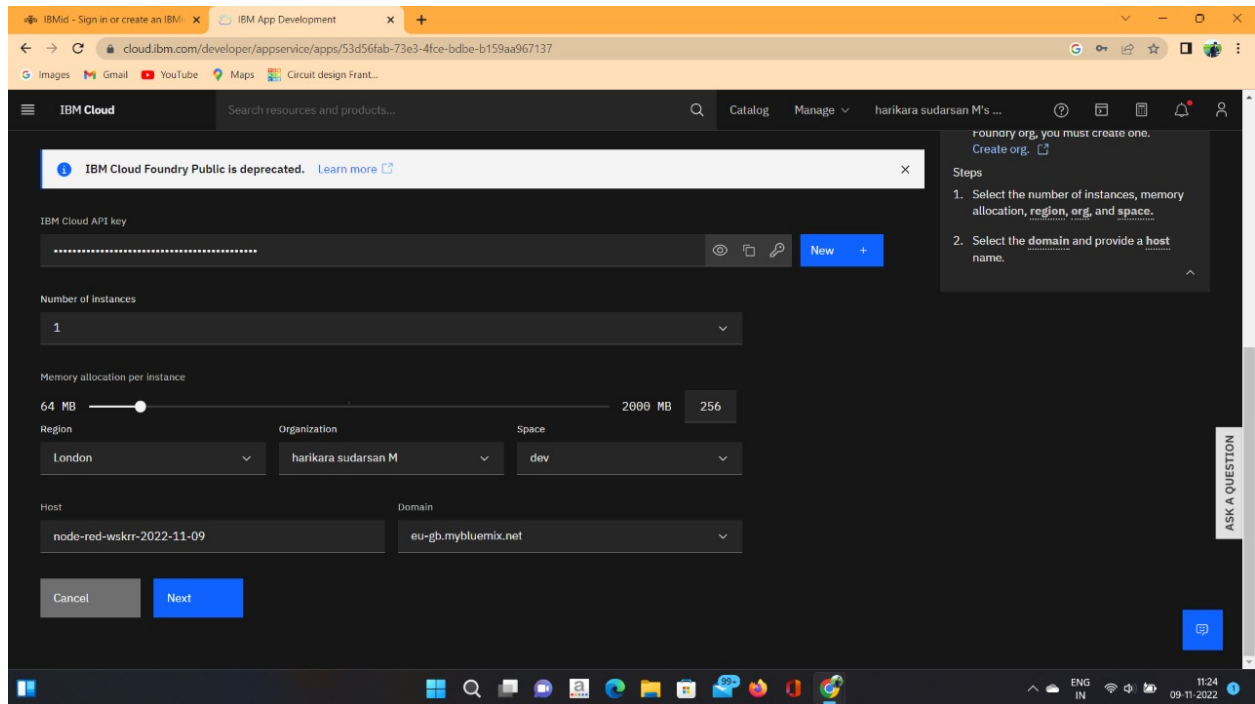 IBMid - Sign in or create an IBMi
IBM App Development
cloud.ibm.com/developer/appservice/apps/53d56fab-73e3-4fce-bdbe-b159aa967137
Images
Gmail
YouTube
Maps
Circuit design Frant...
IBM Cloud
Search resources and products...
Catalog
Manage
harikara sudarsan M's ...
Foundry org, you must create one.
Create org.
IBM Cloud Foundry Public is deprecated. Learn more
Steps
1. Select the number of instances, memory
allocation, region, org, and space.
2. Select the domain and provide a host
name.
IBM Cloud API key
New +
Number of instances
1
Memory allocation per instance
64 MB
2000 MB
256
Region
Organization
Space
London
harikara sudarsan M
dev
Host
Domain
node-red-wskrr-2022-11-09
eu-gb.mybluemix.net
Cancel
Next
ASK A QUESTION
99+
ENG
IN
11:24
09-11-2022
1